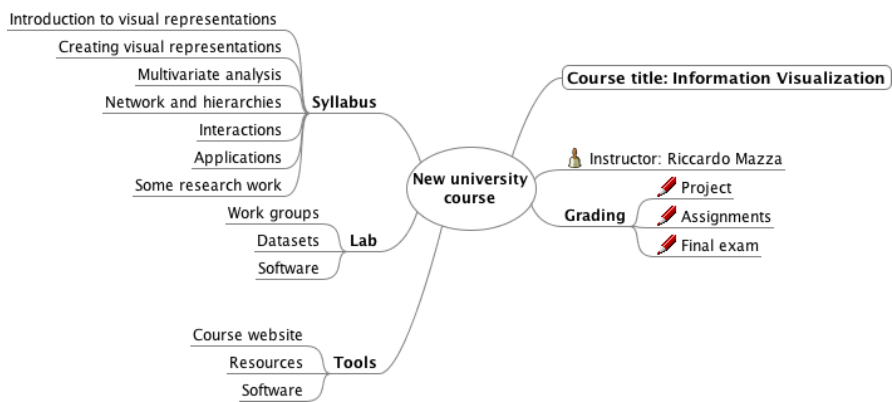 Introduction to visual representations
Creating visual representations
Multivariate analysis
Network and hierarchies
Interactions
Applications
Some research work
Syllabus
Work groups
Datasets
Software
Lab
Course website
Resources
Software
Tools
New university
course
Course title: Information Visualization
Instructor: Riccardo Mazza
Grading
Project
Assignments
Final exam